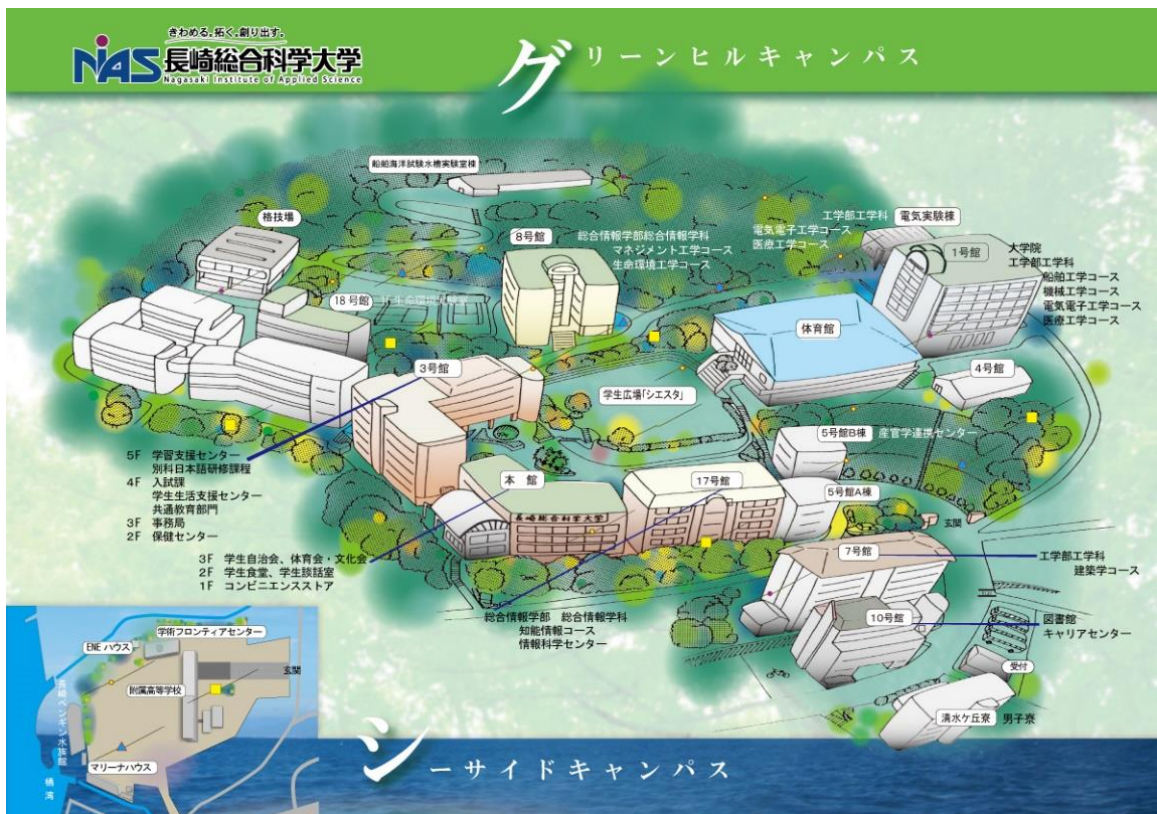 きわめる。拓く。創り出す。
NiAS 長崎総合科学大学
Nagasaki Institute of Applied Science
グリーンヒルキャンパス
船舶海洋試験水槽実験室棟
格技場
8号館
総合情報学部総合情報学科
マネジメント工学コース
生命環境工学コース
工学部工学科
電気電子工学コース
医療工学コース
電気実験棟
1号館
大学院
工学部工学科
船舶工学コース
機械工学コース
電気電子工学コース
医療工学コース
18号館
体育館
3号館
4号館
学生広場「シエスタ」
5号館B棟 産官学連携センター
5F 学習支援センター
別科日本語研修課程
4F 入試課
学生生活支援センター
共通教育部門
3F 事務局
2F 保健センター
本館
長崎総合科学大学
17号館
5号館A棟
玄関
3F 学生自治会、体育会・文化会
2F 学生食堂、学生談話室
1F コンビニエンスストア
7号館
工学部工学科
建築学コース
総合情報学部 総合情報学科
知能情報コース
情報科学センター
10号館
図書館
キャリアセンター
受付
清水ケ丘寮 男子寮
学術フロンティアセンター
ENE ハウス
玄関
附属高等学校
長崎ペンギン水族館
マリーナハウス
橘湾
シーサイドキャンパス